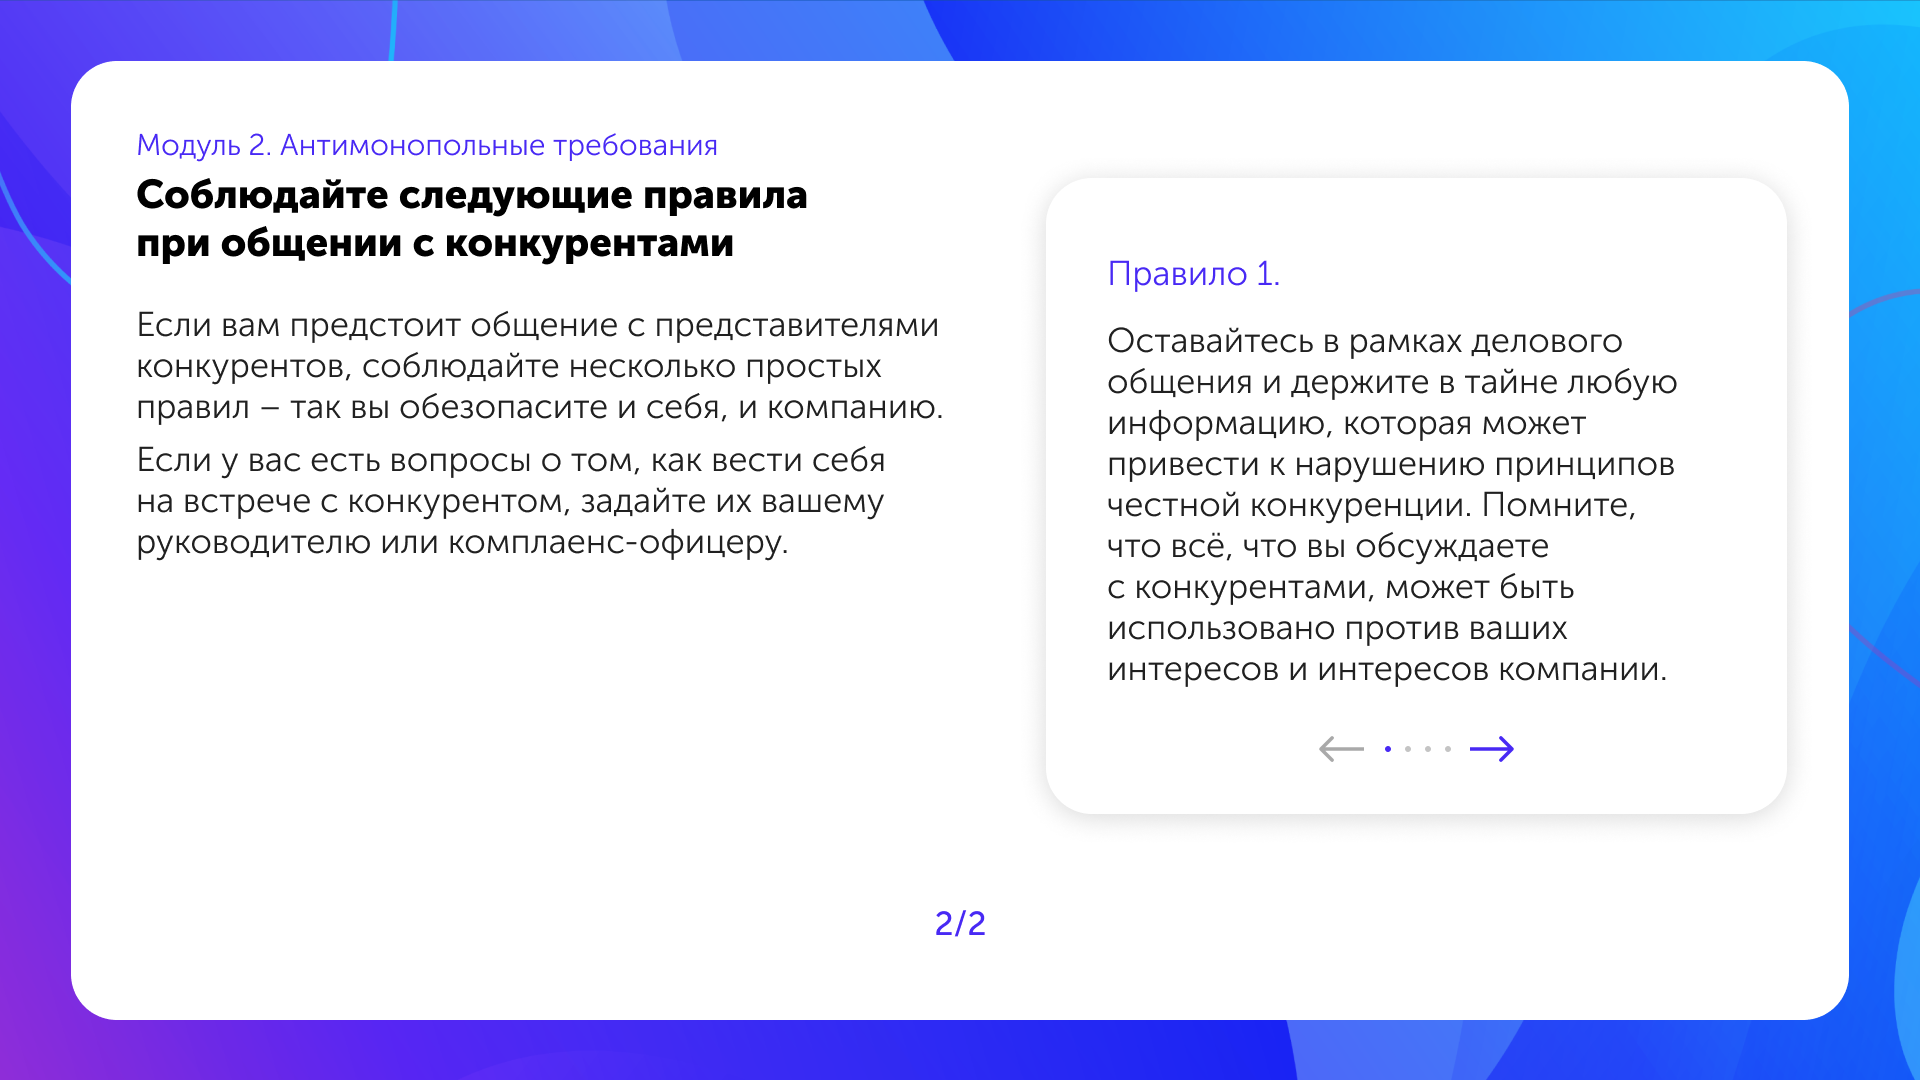 Модуль 2. Антимонопольные требования
Соблюдайте следующие правила
при общении с конкурентами
Если вам предстоит общение с представителями
конкурентов, соблюдайте несколько простых
правил – так вы обезопасите и себя, и компанию.
Если у вас есть вопросы о том, как вести себя
на встрече с конкурентом, задайте их вашему
руководителю или комплаенс-офицеру.
Правило 1.
Оставайтесь в рамках делового
общения и держите в тайне любую
информацию, которая может
привести к нарушению принципов
честной конкуренции. Помните,
что всё, что вы обсуждаете
с конкурентами, может быть
использовано против ваших
интересов и интересов компании.
2/2